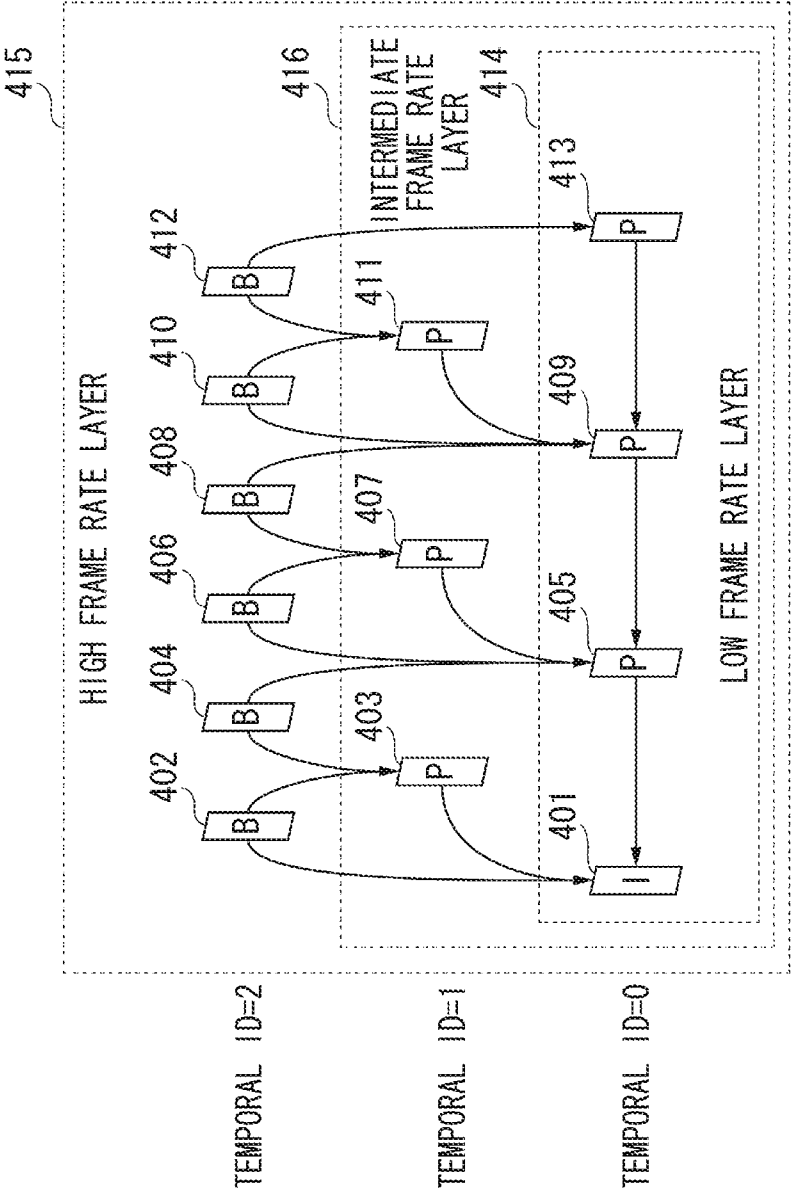 415
HIGH FRAME RATE LAYER
416
INTERMEDIATE
FRAME RATE
LAYER
414
TEMPORAL ID=2
402
B
404
B
406
B
408
B
410
B
412
B
TEMPORAL ID=1
403
P
407
P
411
P
TEMPORAL ID=0
401
I
405
P
409
P
413
P
LOW FRAME RATE LAYER